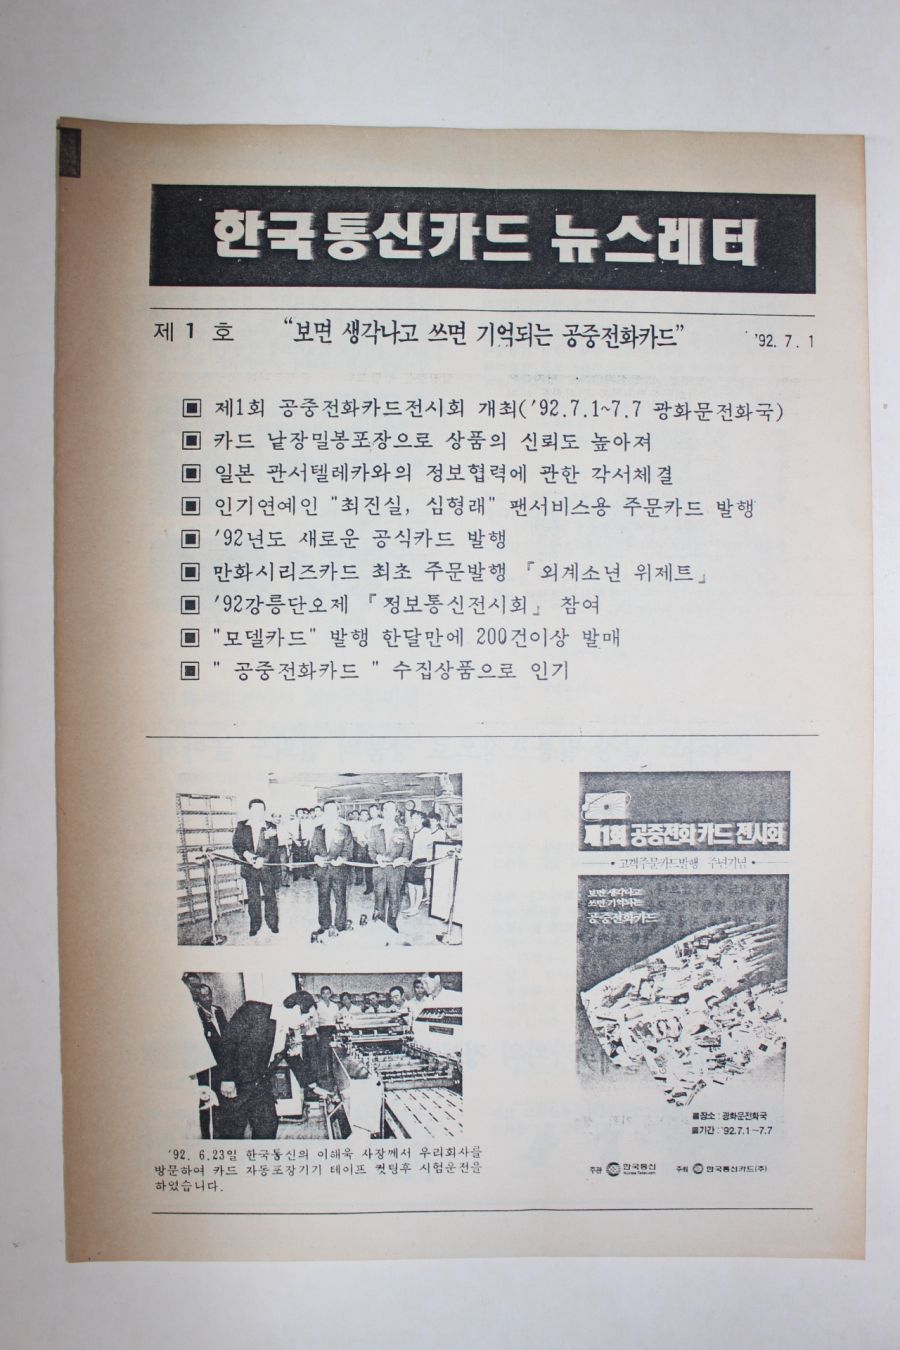 한국통신카드 뉴스레터
제 1 호 “보면 생각나고 쓰면 기억되는 공중전화카드” '92. 7. 1
▣ 제1회 공중전화카드전시회 개최('92.7.1~7.7 광화문전화국)
▣ 카드 낱장밀봉포장으로 상품의 신뢰도 높아져
▣ 일본 관서텔레카와의 정보협력에 관한 각서체결
▣ 인기연예인 "최진실, 심형래" 팬서비스용 주문카드 발행
▣ '92년도 새로운 공식카드 발행
▣ 만화시리즈카드 최초 주문발행 『외계소년 위제트』
▣ '92강릉단오제 『정보통신전시회』 참여
▣ "모델카드" 발행 한달만에 200건이상 발매
▣ " 공중전화카드 " 수집상품으로 인기
제1회 공중전화카드 전시회
• 고객주문카드발행 주년기념 •
보면 생각나고
쓰면 기억되는
공중전화카드
▣장소 : 광화문전화국
▣기간 : '92.7.1~7.7
주관 한국통신 Korea Telecom 주최 한국통신카드(주)
'92. 6.23일 한국통신의 이해욱 사장께서 우리회사를
방문하여 카드 자동포장기기 테이프 컷팅후 시험운전을
하였습니다.